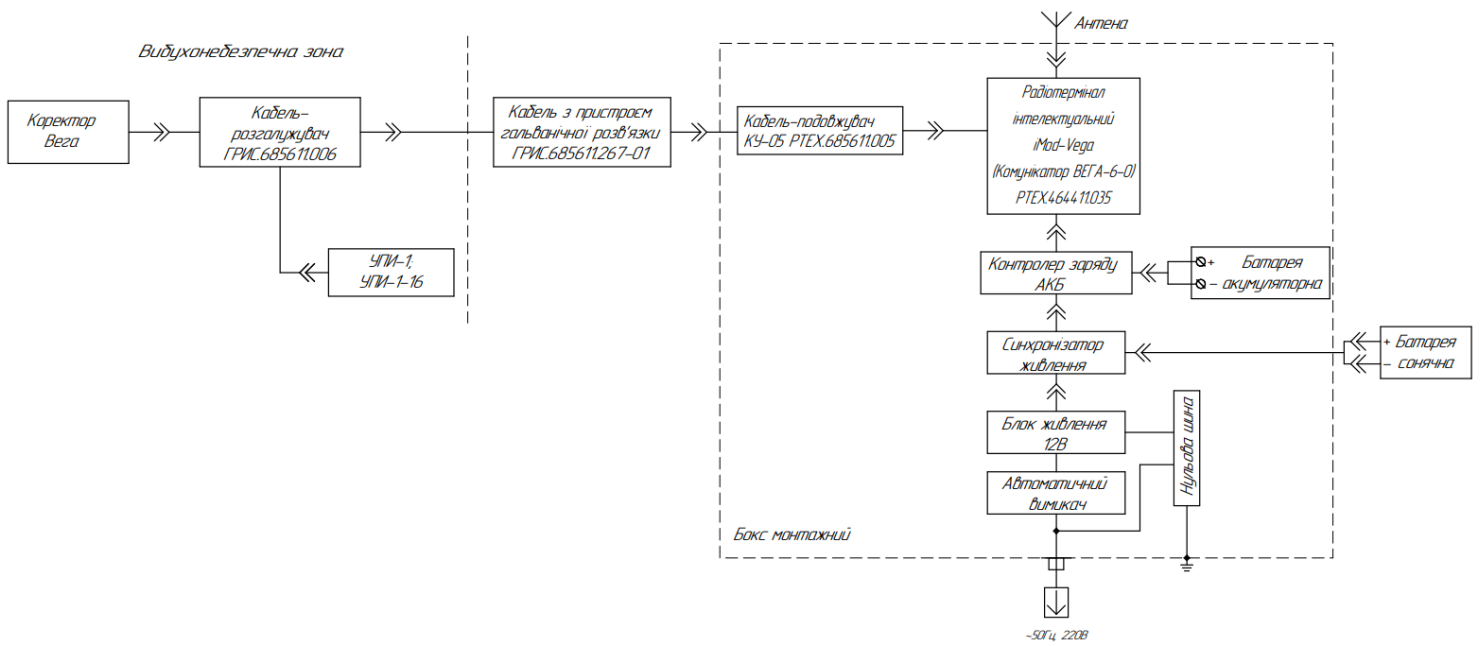 Антена
Вибухонебезпечна зона
Коректор
Вега
Кабель-
розгалужувач
ГРИС.685611.006
Кабель з пристроєм
гальванічної розв'язки
ГРИС.685611.267-01
Кабель-подовжувач
КУ-05 РТЕХ.685611.005
Радіотермінал
інтелектуальний
iMod-Vega
(Комунікатор ВЕГА-6-0)
РТЕХ.464411.035
УПИ-1;
УПИ-1-16
Контролер заряду
АКБ
+ Батарея
- акумуляторна
Синхронізатор
живлення
+ Батарея
- сонячна
Блок живлення
12В
Нульова шина
Автоматичний
вимикач
Бокс монтажний
~50Гц 220В